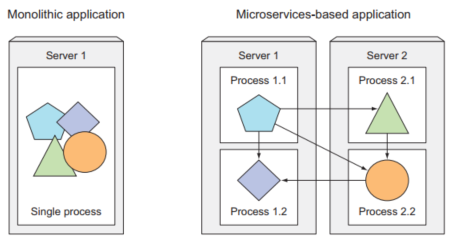 Monolithic application
Server 1
Single process
Microservices-based application
Server 1
Server 2
Process 1.1
Process 2.1
Process 1.2
Process 2.2